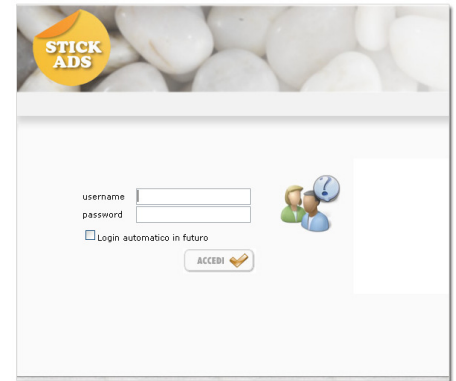 STICK
ADS
username
password
Login automatico in futuro
ACCEDI